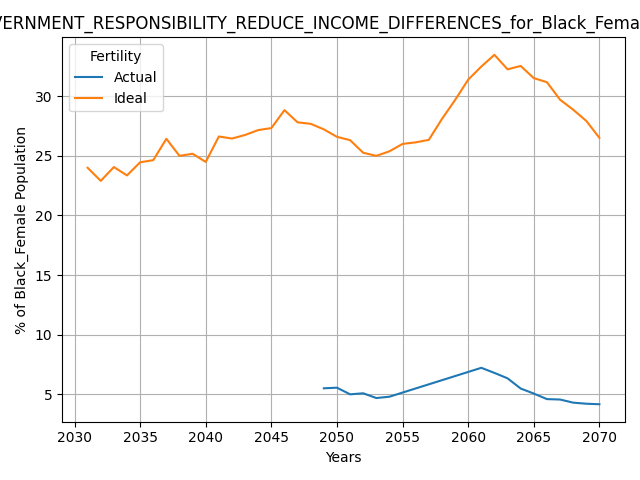 VERNMENT_RESPONSIBILITY_REDUCE_INCOME_DIFFERENCES_for_Black_Fema
Fertility
Actual
Ideal
% of Black_Female Population
30
25
20
15
10
5
2030 2035 2040 2045 2050 2055 2060 2065 2070
Years